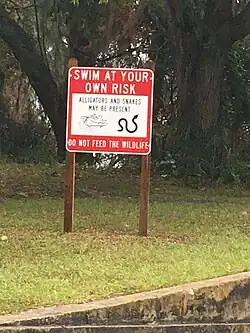 SWIM AT YOUR
OWN RISK
ALLIGATORS AND SNAKES
MAY BE PRESENT
DO NOT FEED THE WILDLIFE